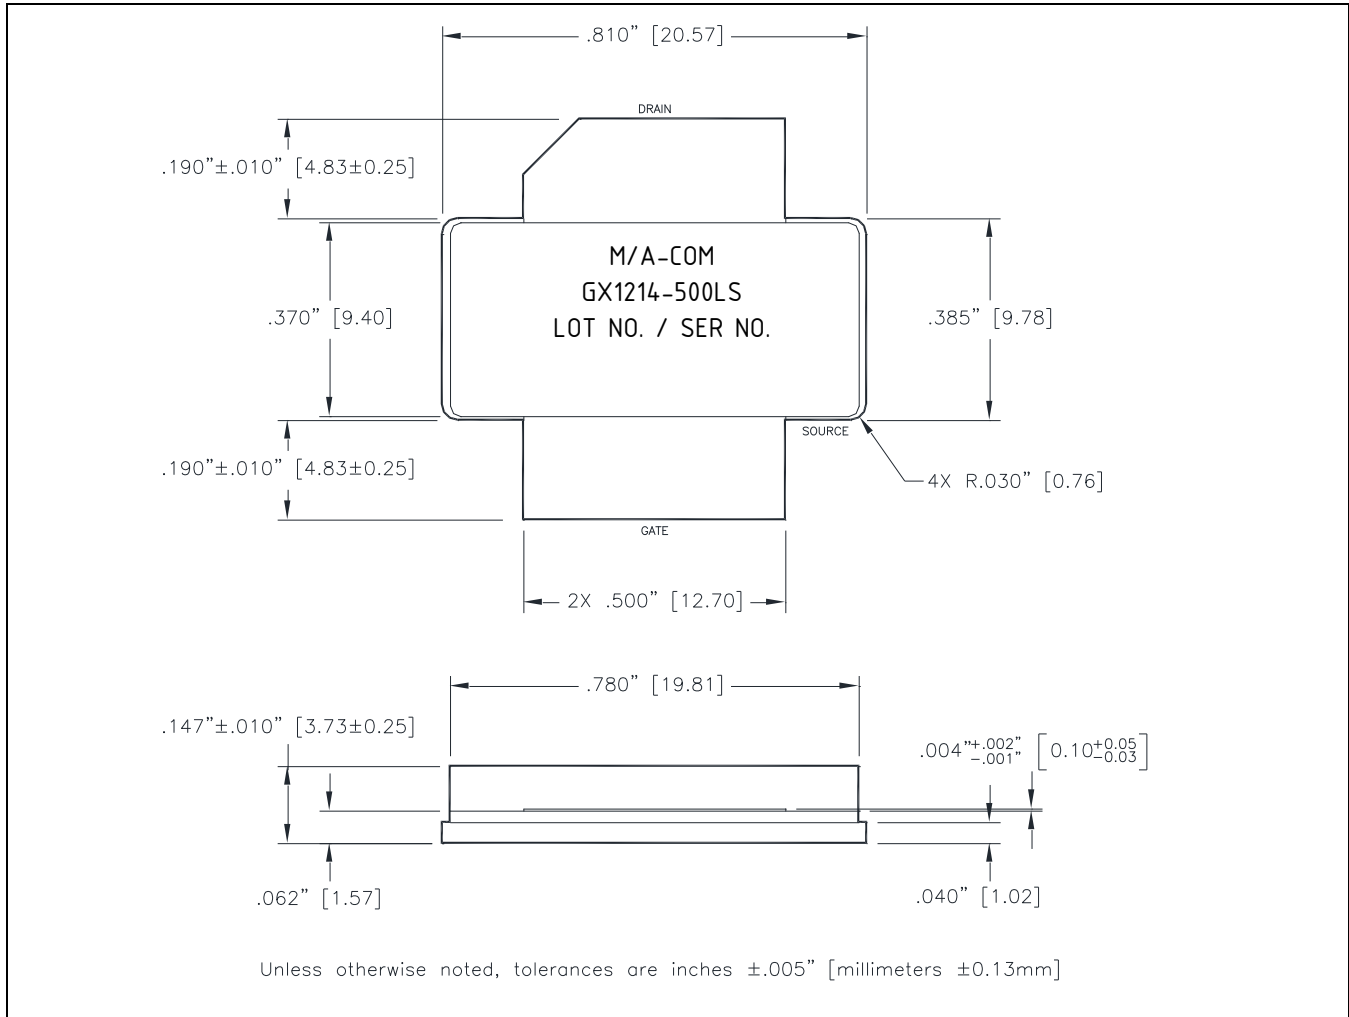 .810” [20.57]
DRAIN
.190”±.010” [4.83±0.25]
M/A-COM
GX1214-500LS
LOT NO. / SER NO.
.370” [9.40]
.385” [9.78]
SOURCE
.190”±.010” [4.83±0.25]
4X R.030” [0.76]
GATE
2X .500” [12.70]
.780” [19.81]
.147”±.010” [3.73±0.25]
.004”+.002” -.001” [0.10+0.05 -0.03]
.062” [1.57]
.040” [1.02]
Unless otherwise noted, tolerances are inches ±.005” [millimeters ±0.13mm]